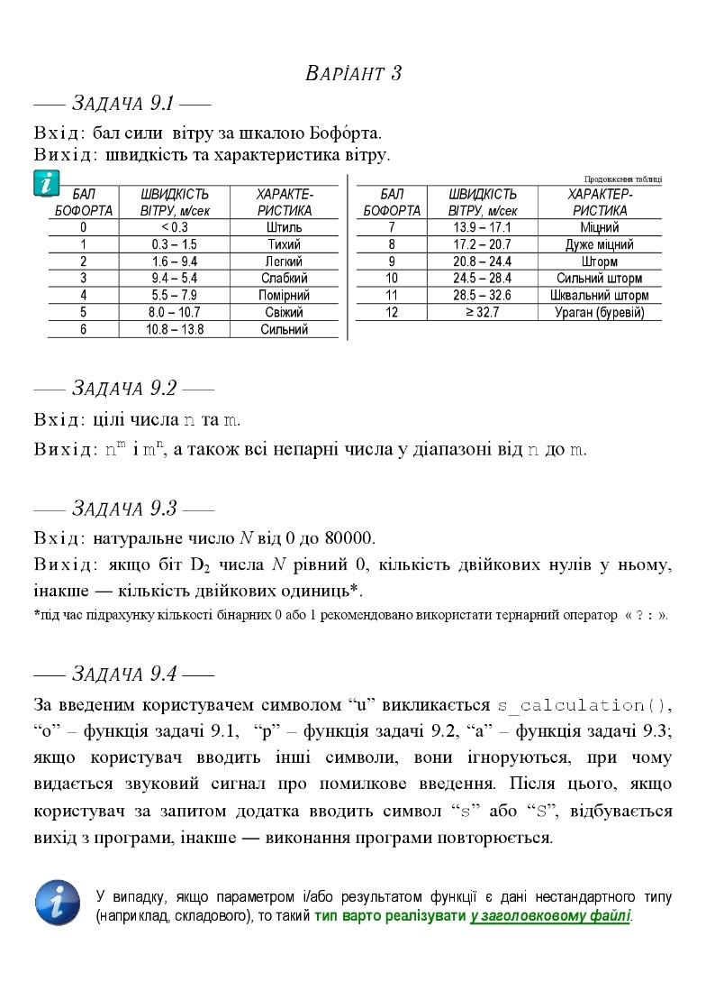 ВАРІАНТ 3
ЗАДАЧА 9.1
Вхід: бал сили вітру за шкалою Бофо́рта.
Вихід: швидкість та характеристика вітру.
БАЛ БОФОРТА ШВИДКІСТЬ ВІТРУ, м/сек ХАРАКТЕ-РИСТИКА
0 < 0.3 Штиль
1 0.3 – 1.5 Тихий
2 1.6 – 9.4 Легкий
3 9.4 – 5.4 Слабкий
4 5.5 – 7.9 Помірний
5 8.0 – 10.7 Свіжий
6 10.8 – 13.8 Сильний
Продовження таблиці
БАЛ БОФОРТА ШВИДКІСТЬ ВІТРУ, м/сек ХАРАКТЕР-РИСТИКА
7 13.9 – 17.1 Міцний
8 17.2 – 20.7 Дуже міцний
9 20.8 – 24.4 Шторм
10 24.5 – 28.4 Сильний шторм
11 28.5 – 32.6 Шквальний шторм
12 ≥ 32.7 Ураган (буревій)
ЗАДАЧА 9.2
Вхід: цілі числа n та m.
Вихід: nᵐ і mⁿ, а також всі непарні числа у діапазоні від n до m.
ЗАДАЧА 9.3
Вхід: натуральне число N від 0 до 80000.
Вихід: якщо біт D₂ числа N рівний 0, кількість двійкових нулів у ньому,
інакше — кількість двійкових одиниць*.
*під час підрахунку кількості бінарних 0 або 1 рекомендовано використати тернарний оператор « ? : ».
ЗАДАЧА 9.4
За введеним користувачем символом “u” викликається s_calculation(),
“o” – функція задачі 9.1, “p” – функція задачі 9.2, “a” – функція задачі 9.3;
якщо користувач вводить інші символи, вони ігноруються, при чому
видається звуковий сигнал про помилкове введення. Після цього, якщо
користувач за запитом додатка вводить символ “s” або “S”, відбувається
вихід з програми, інакше — виконання програми повторюється.
У випадку, якщо параметром і/або результатом функції є дані нестандартного типу
(наприклад, складового), то такий тип варто реалізувати у заголовковому файлі.